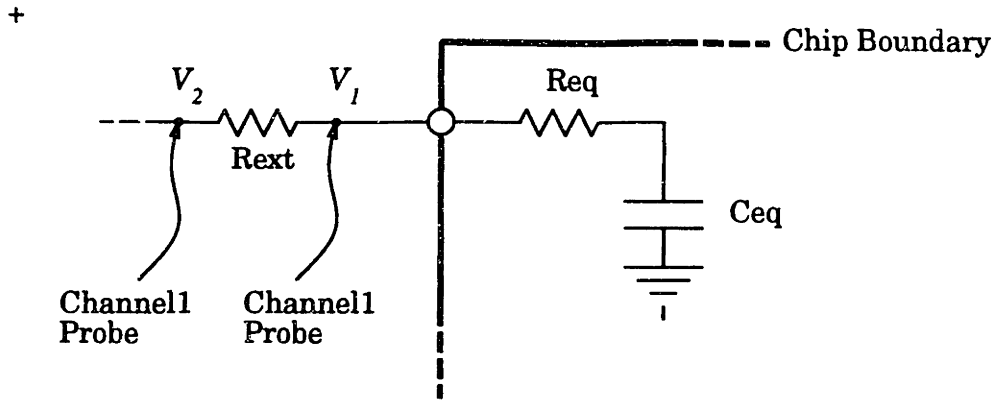 +
Chip Boundary
V2
V1
Req
Rext
Ceq
Channel1
Probe
Channel1
Probe